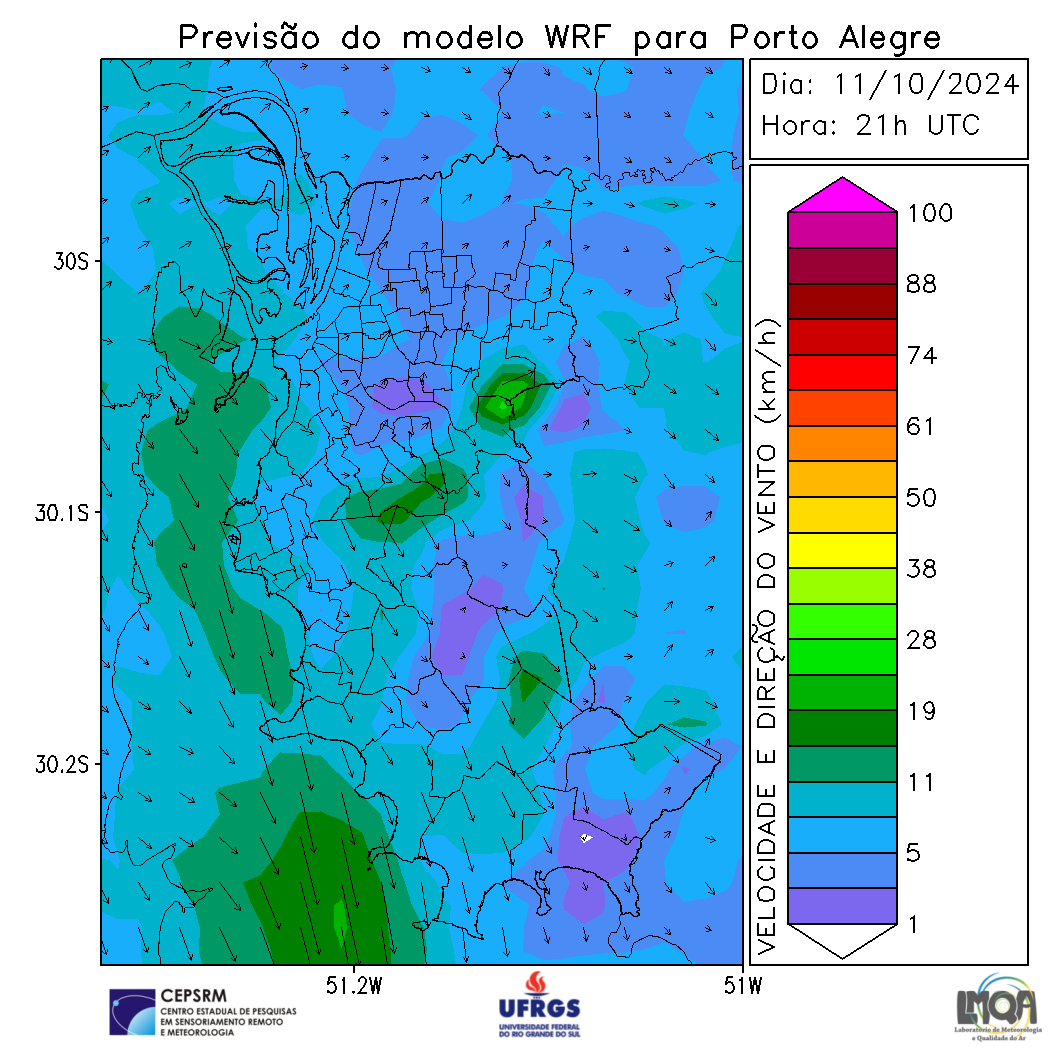 Previsão do modelo WRF para Porto Alegre
Dia: 11/10/2024
Hora: 21h UTC
30S
30.1S
30.2S
51.2W
51W
VELOCIDADE E DIREÇÃO DO VENTO (km/h)
100
88
74
61
50
38
28
19
11
5
1
CEPSRM
CENTRO ESTADUAL DE PESQUISAS
EM SENSORIAMENTO REMOTO
E METEOROLOGIA
UFRGS
UNIVERSIDADE FEDERAL
DO RIO GRANDE DO SUL
LMQA
Laboratório de Meteorologia
e Qualidade do Ar